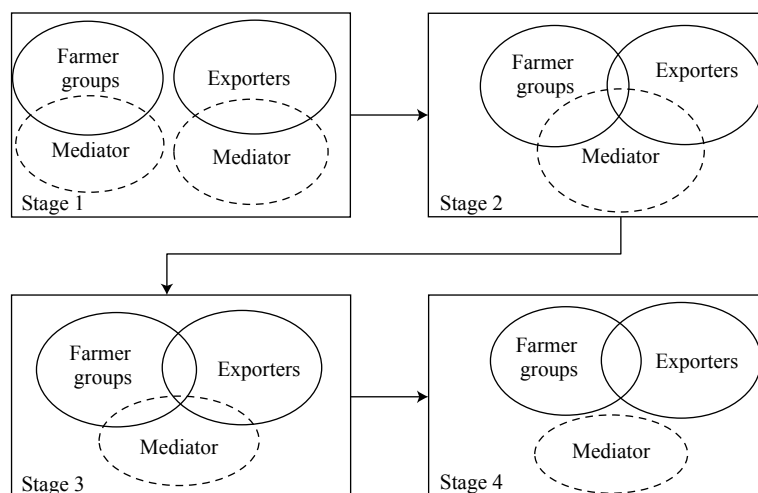 Farmer
groups
Exporters
Mediator
Mediator
Stage 1
Farmer
groups
Exporters
Mediator
Stage 2
Farmer
groups
Exporters
Mediator
Stage 3
Farmer
groups
Exporters
Mediator
Stage 4